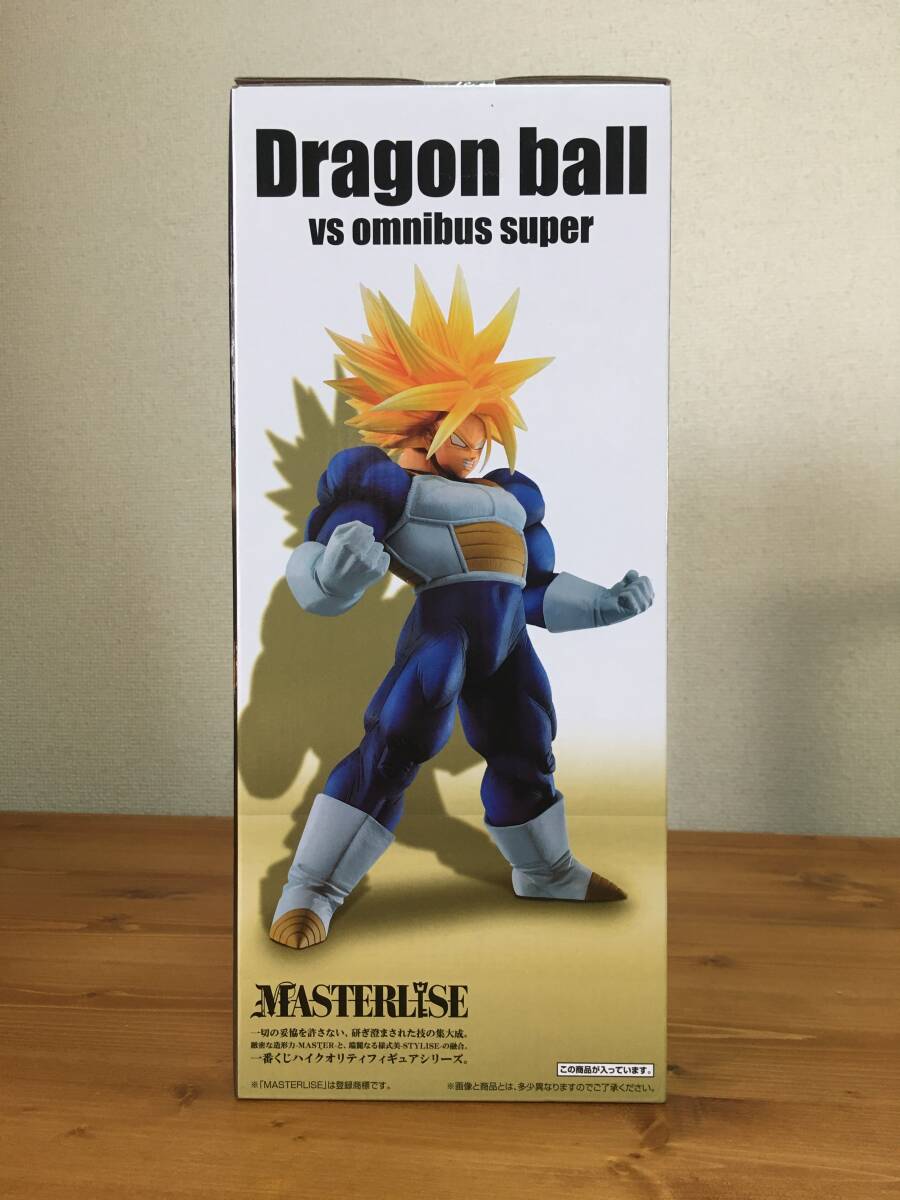 Dragon ball
vs omnibus super
MASTERLISE
一切の妥協を許さない、研ぎ澄まされた技の集大成。
緻密な造形力-MASTER-と、端麗なる様式美-STYLISE-の融合。
一番くじハイクオリティフィギュアシリーズ。
この商品が入っています。
※「MASTERLISE」は登録商標です。
※画像と商品とは、多少異なりますのでご了承ください。